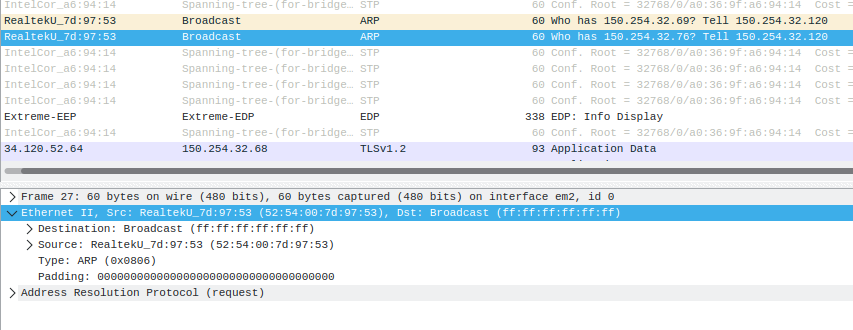 IntelCor_a6:94:14 Spanning-tree-(for-bridge… STP 60 Conf. Root = 32768/0/a0:36:9f:a6:94:14 Cost =
RealtekU_7d:97:53 Broadcast ARP 60 Who has 150.254.32.69? Tell 150.254.32.120
RealtekU_7d:97:53 Broadcast ARP 60 Who has 150.254.32.76? Tell 150.254.32.120
IntelCor_a6:94:14 Spanning-tree-(for-bridge… STP 60 Conf. Root = 32768/0/a0:36:9f:a6:94:14 Cost =
IntelCor_a6:94:14 Spanning-tree-(for-bridge… STP 60 Conf. Root = 32768/0/a0:36:9f:a6:94:14 Cost =
IntelCor_a6:94:14 Spanning-tree-(for-bridge… STP 60 Conf. Root = 32768/0/a0:36:9f:a6:94:14 Cost =
IntelCor_a6:94:14 Spanning-tree-(for-bridge… STP 60 Conf. Root = 32768/0/a0:36:9f:a6:94:14 Cost =
Extreme-EEP Extreme-EDP EDP 338 EDP: Info Display
IntelCor_a6:94:14 Spanning-tree-(for-bridge… STP 60 Conf. Root = 32768/0/a0:36:9f:a6:94:14 Cost =
34.120.52.64 150.254.32.68 TLSv1.2 93 Application Data
Frame 27: 60 bytes on wire (480 bits), 60 bytes captured (480 bits) on interface em2, id 0
Ethernet II, Src: RealtekU_7d:97:53 (52:54:00:7d:97:53), Dst: Broadcast (ff:ff:ff:ff:ff:ff)
Destination: Broadcast (ff:ff:ff:ff:ff:ff)
Source: RealtekU_7d:97:53 (52:54:00:7d:97:53)
Type: ARP (0x0806)
Padding: 000000000000000000000000000000000000
Address Resolution Protocol (request)